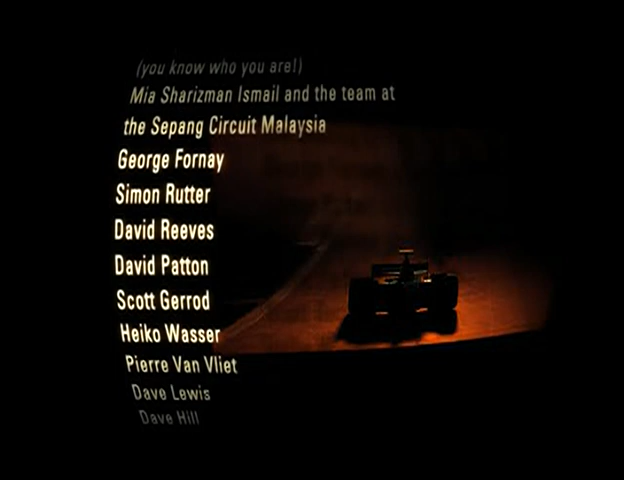 (you know who you are!)
Mia Sharizman Ismail and the team at
the Sepang Circuit Malaysia
George Fornay
Simon Rutter
David Reeves
David Patton
Scott Gerrod
Heiko Wasser
Pierre Van Vliet
Dave Lewis
Dave Hill